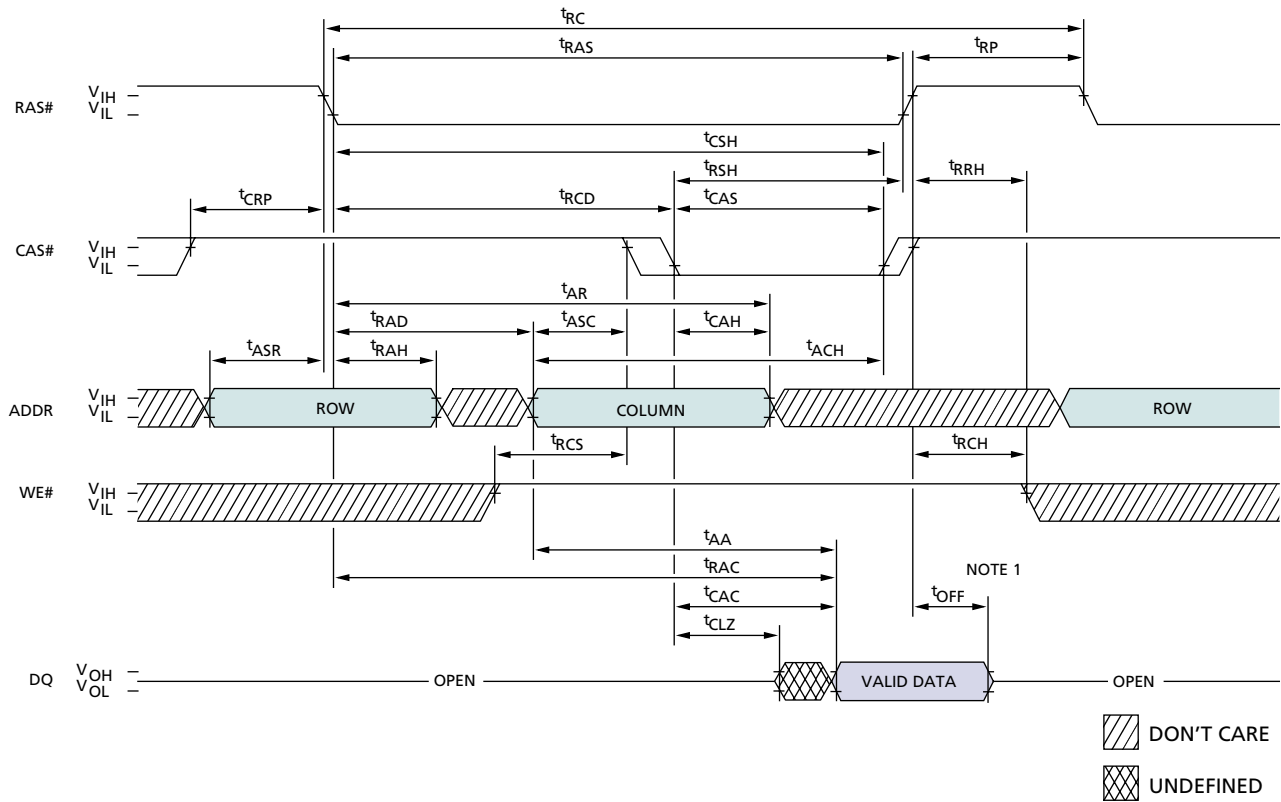 tRC
tRAS tRP
RAS# VIH
VIL
tCSH
tRSH tRRH
tCRP tRCD tCAS
CAS# VIH
VIL
tAR
tRAD tASC tCAH
tASR tRAH tACH
ADDR VIH
VIL
ROW COLUMN ROW
tRCS tRCH
WE# VIH
VIL
tAA
tRAC NOTE 1
tCAC tOFF
tCLZ
DQ VOH
VOL
OPEN VALID DATA OPEN
DON'T CARE
UNDEFINED